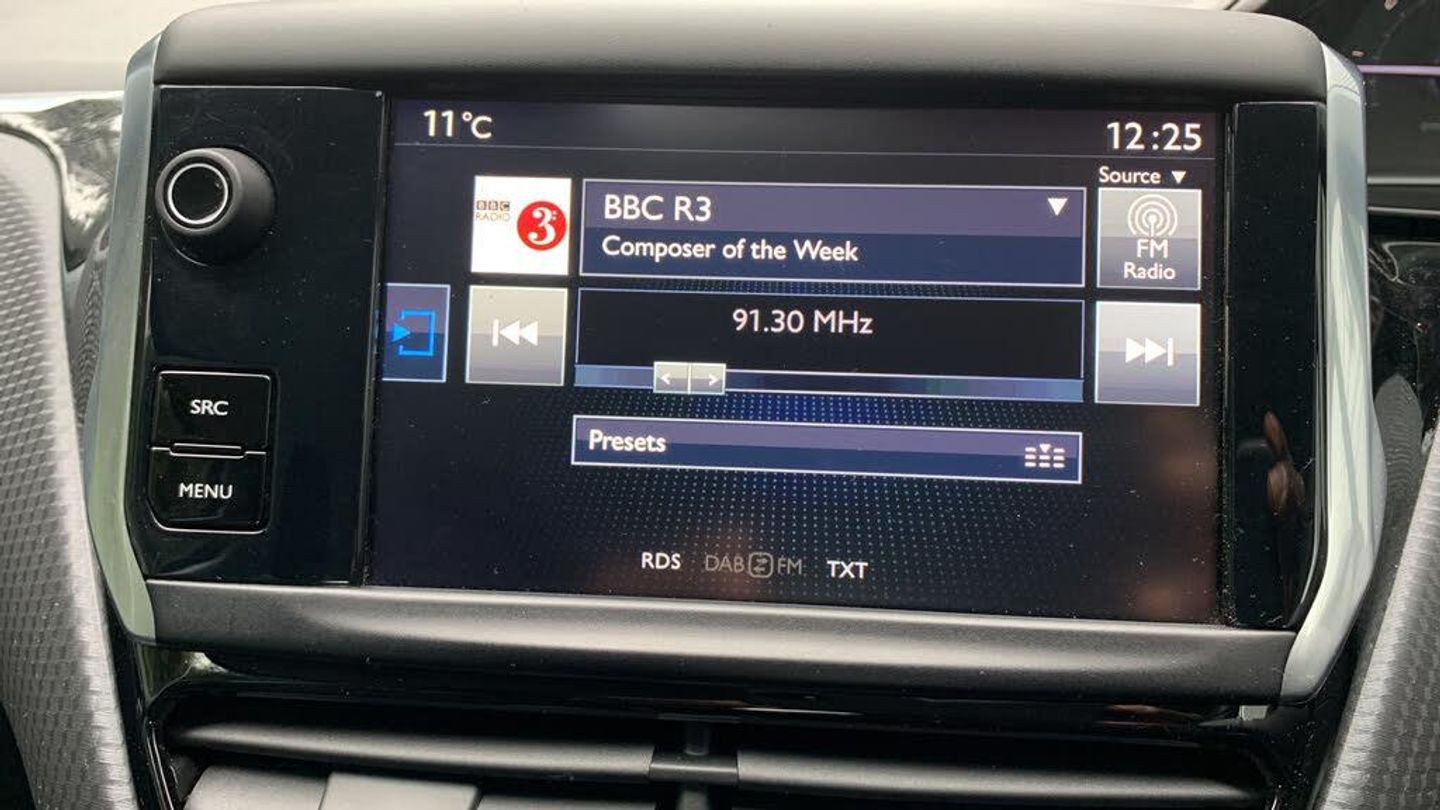 11°C
12:25
Source
BBC
RADIO
3
BBC R3
Composer of the Week
FM
Radio
91.30 MHz
SRC
MENU
Presets
RDS
DAB
FM
TXT